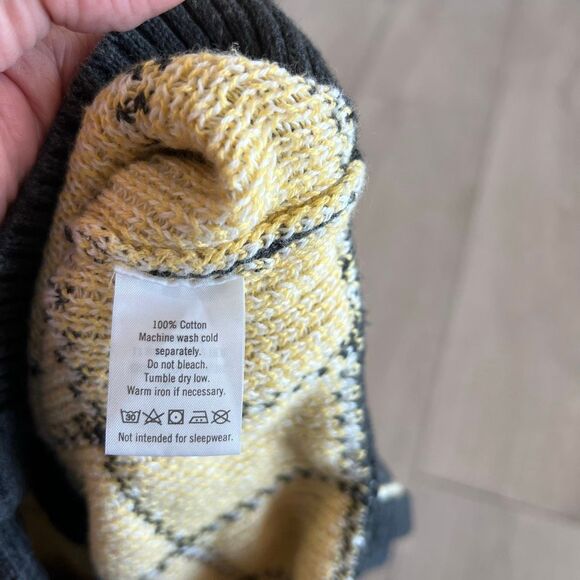 100% Cotton
Machine wash cold
separately.
Do not bleach.
Tumble dry low.
Warm iron if necessary.
30
Not intended for sleepwear.